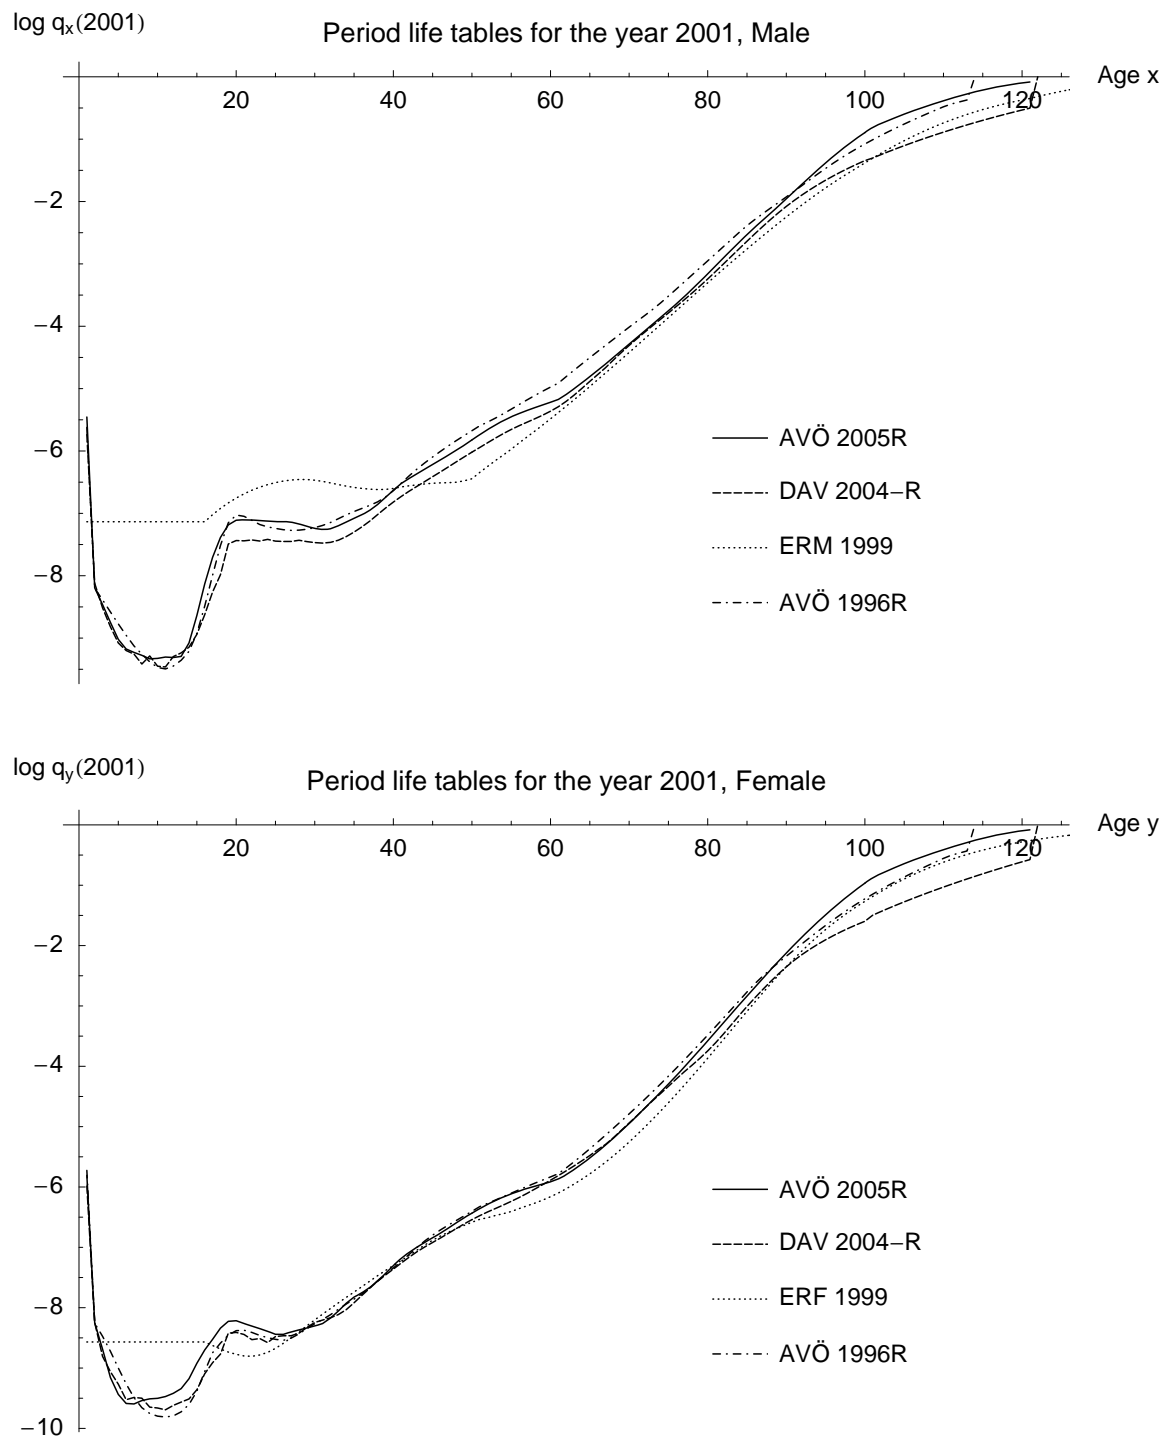 log qx(2001)
Period life tables for the year 2001, Male
Age x
20 40 60 80 100 120
−2
−4
−6
−8
AVÖ 2005R
DAV 2004−R
ERM 1999
AVÖ 1996R
log qy(2001)
Period life tables for the year 2001, Female
Age y
20 40 60 80 100 120
−2
−4
−6
−8
−10
AVÖ 2005R
DAV 2004−R
ERF 1999
AVÖ 1996R